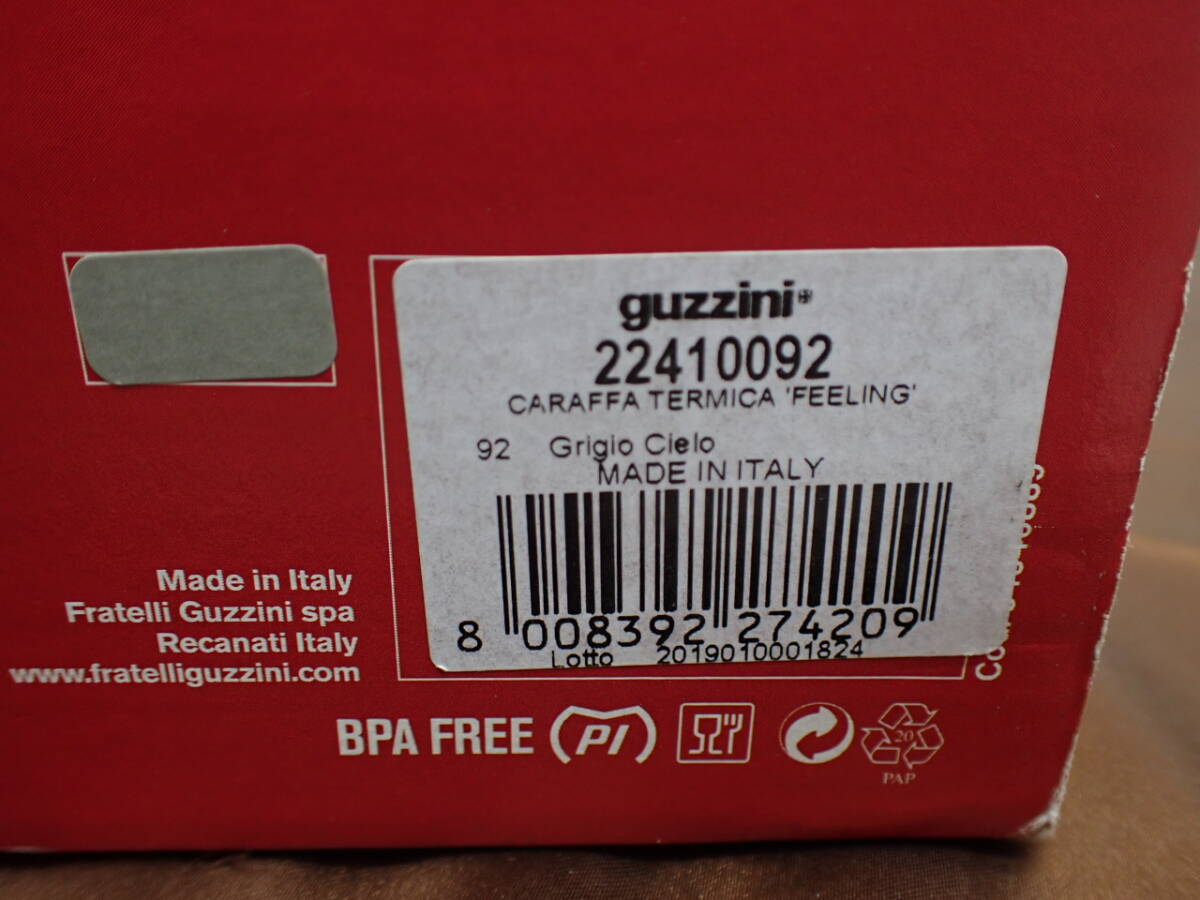 guzzini
22410092
CARAFFA TERMICA 'FEELING'
92 Grigio Cielo
MADE IN ITALY
8 008392 274209
Lotto 2019010001824
Made in Italy
Fratelli Guzzini spa
Recanati Italy
www.fratelliguzzini.com
BPA FREE
PI
20
PAP